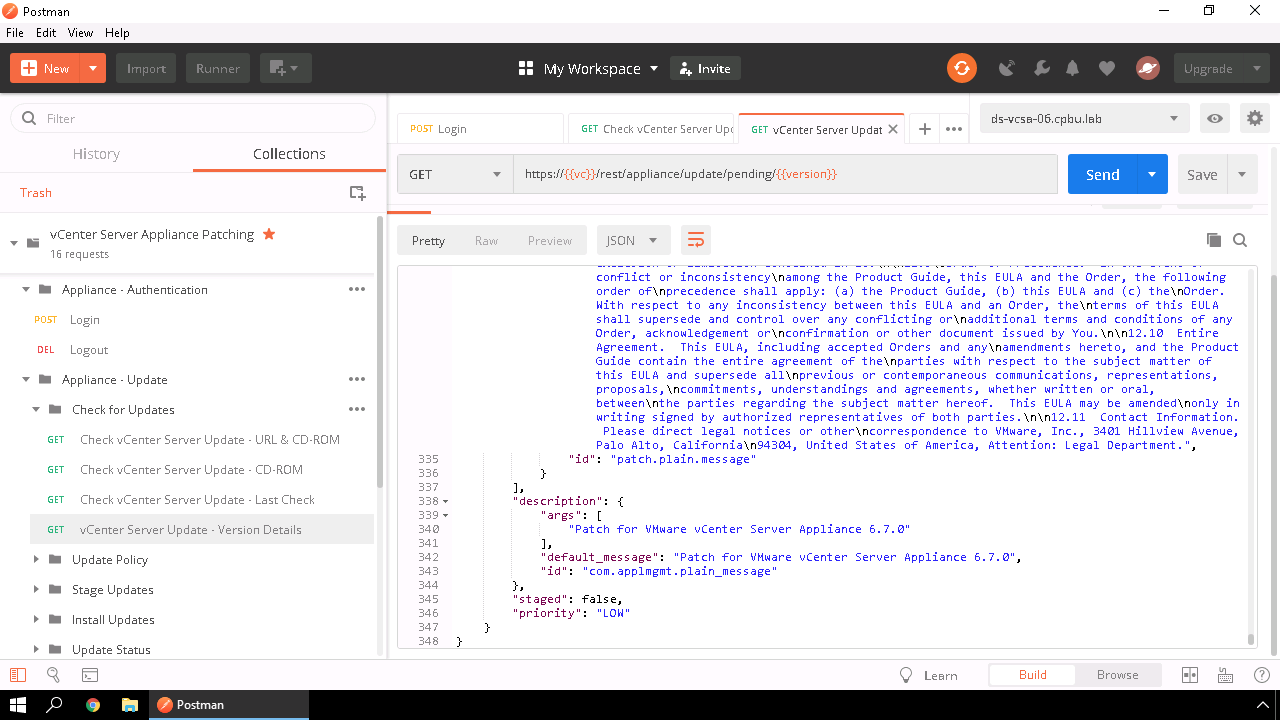 Postman
File Edit View Help
New Import Runner My Workspace Invite Upgrade
Filter
History Collections
Trash
vCenter Server Appliance Patching
16 requests
Appliance - Authentication
POST Login
DEL Logout
Appliance - Update
Check for Updates
GET Check vCenter Server Update - URL & CD-ROM
GET Check vCenter Server Update - CD-ROM
GET Check vCenter Server Update - Last Check
GET vCenter Server Update - Version Details
Update Policy
Stage Updates
Install Updates
Update Status
POST Login
GET Check vCenter Server Upd
GET vCenter Server Updat
ds-vcsa-06.cpbu.lab
GET https://{{vc}}/rest/appliance/update/pending/{{version}} Send Save
Pretty Raw Preview JSON
conflict or inconsistency\namong the Product Guide, this EULA and the Order, the following
order of\nprecedence shall apply: (a) the Product Guide, (b) this EULA and (c) the\nOrder.
With respect to any inconsistency between this EULA and an Order, the\nterms of this EULA
shall supersede and control over any conflicting or\nadditional terms and conditions of any
Order, acknowledgement or\nconfirmation or other document issued by You.\n\n12.10  Entire
Agreement.  This EULA, including accepted Orders and any\namendments hereto, and the Product
Guide contain the entire agreement of the\nparties with respect to the subject matter of
this EULA and supersede all\nprevious or contemporaneous communications, representations,
proposals,\ncommitments, understandings and agreements, whether written or oral,
between\nthe parties regarding the subject matter hereof.  This EULA may be amended\nonly in
writing signed by authorized representatives of both parties.\n\n12.11  Contact Information.
Please direct legal notices or other\ncorrespondence to VMware, Inc., 3401 Hillview Avenue,
Palo Alto, California\n94304, United States of America, Attention: Legal Department.",
335 "id": "patch.plain.message"
336 }
337 ],
338 "description": {
339 "args": [
340 "Patch for VMware vCenter Server Appliance 6.7.0"
341 ],
342 "default_message": "Patch for VMware vCenter Server Appliance 6.7.0",
343 "id": "com.applmgmt.plain_message"
344 },
345 "staged": false,
346 "priority": "LOW"
347 }
348 }
Learn Build Browse
Postman